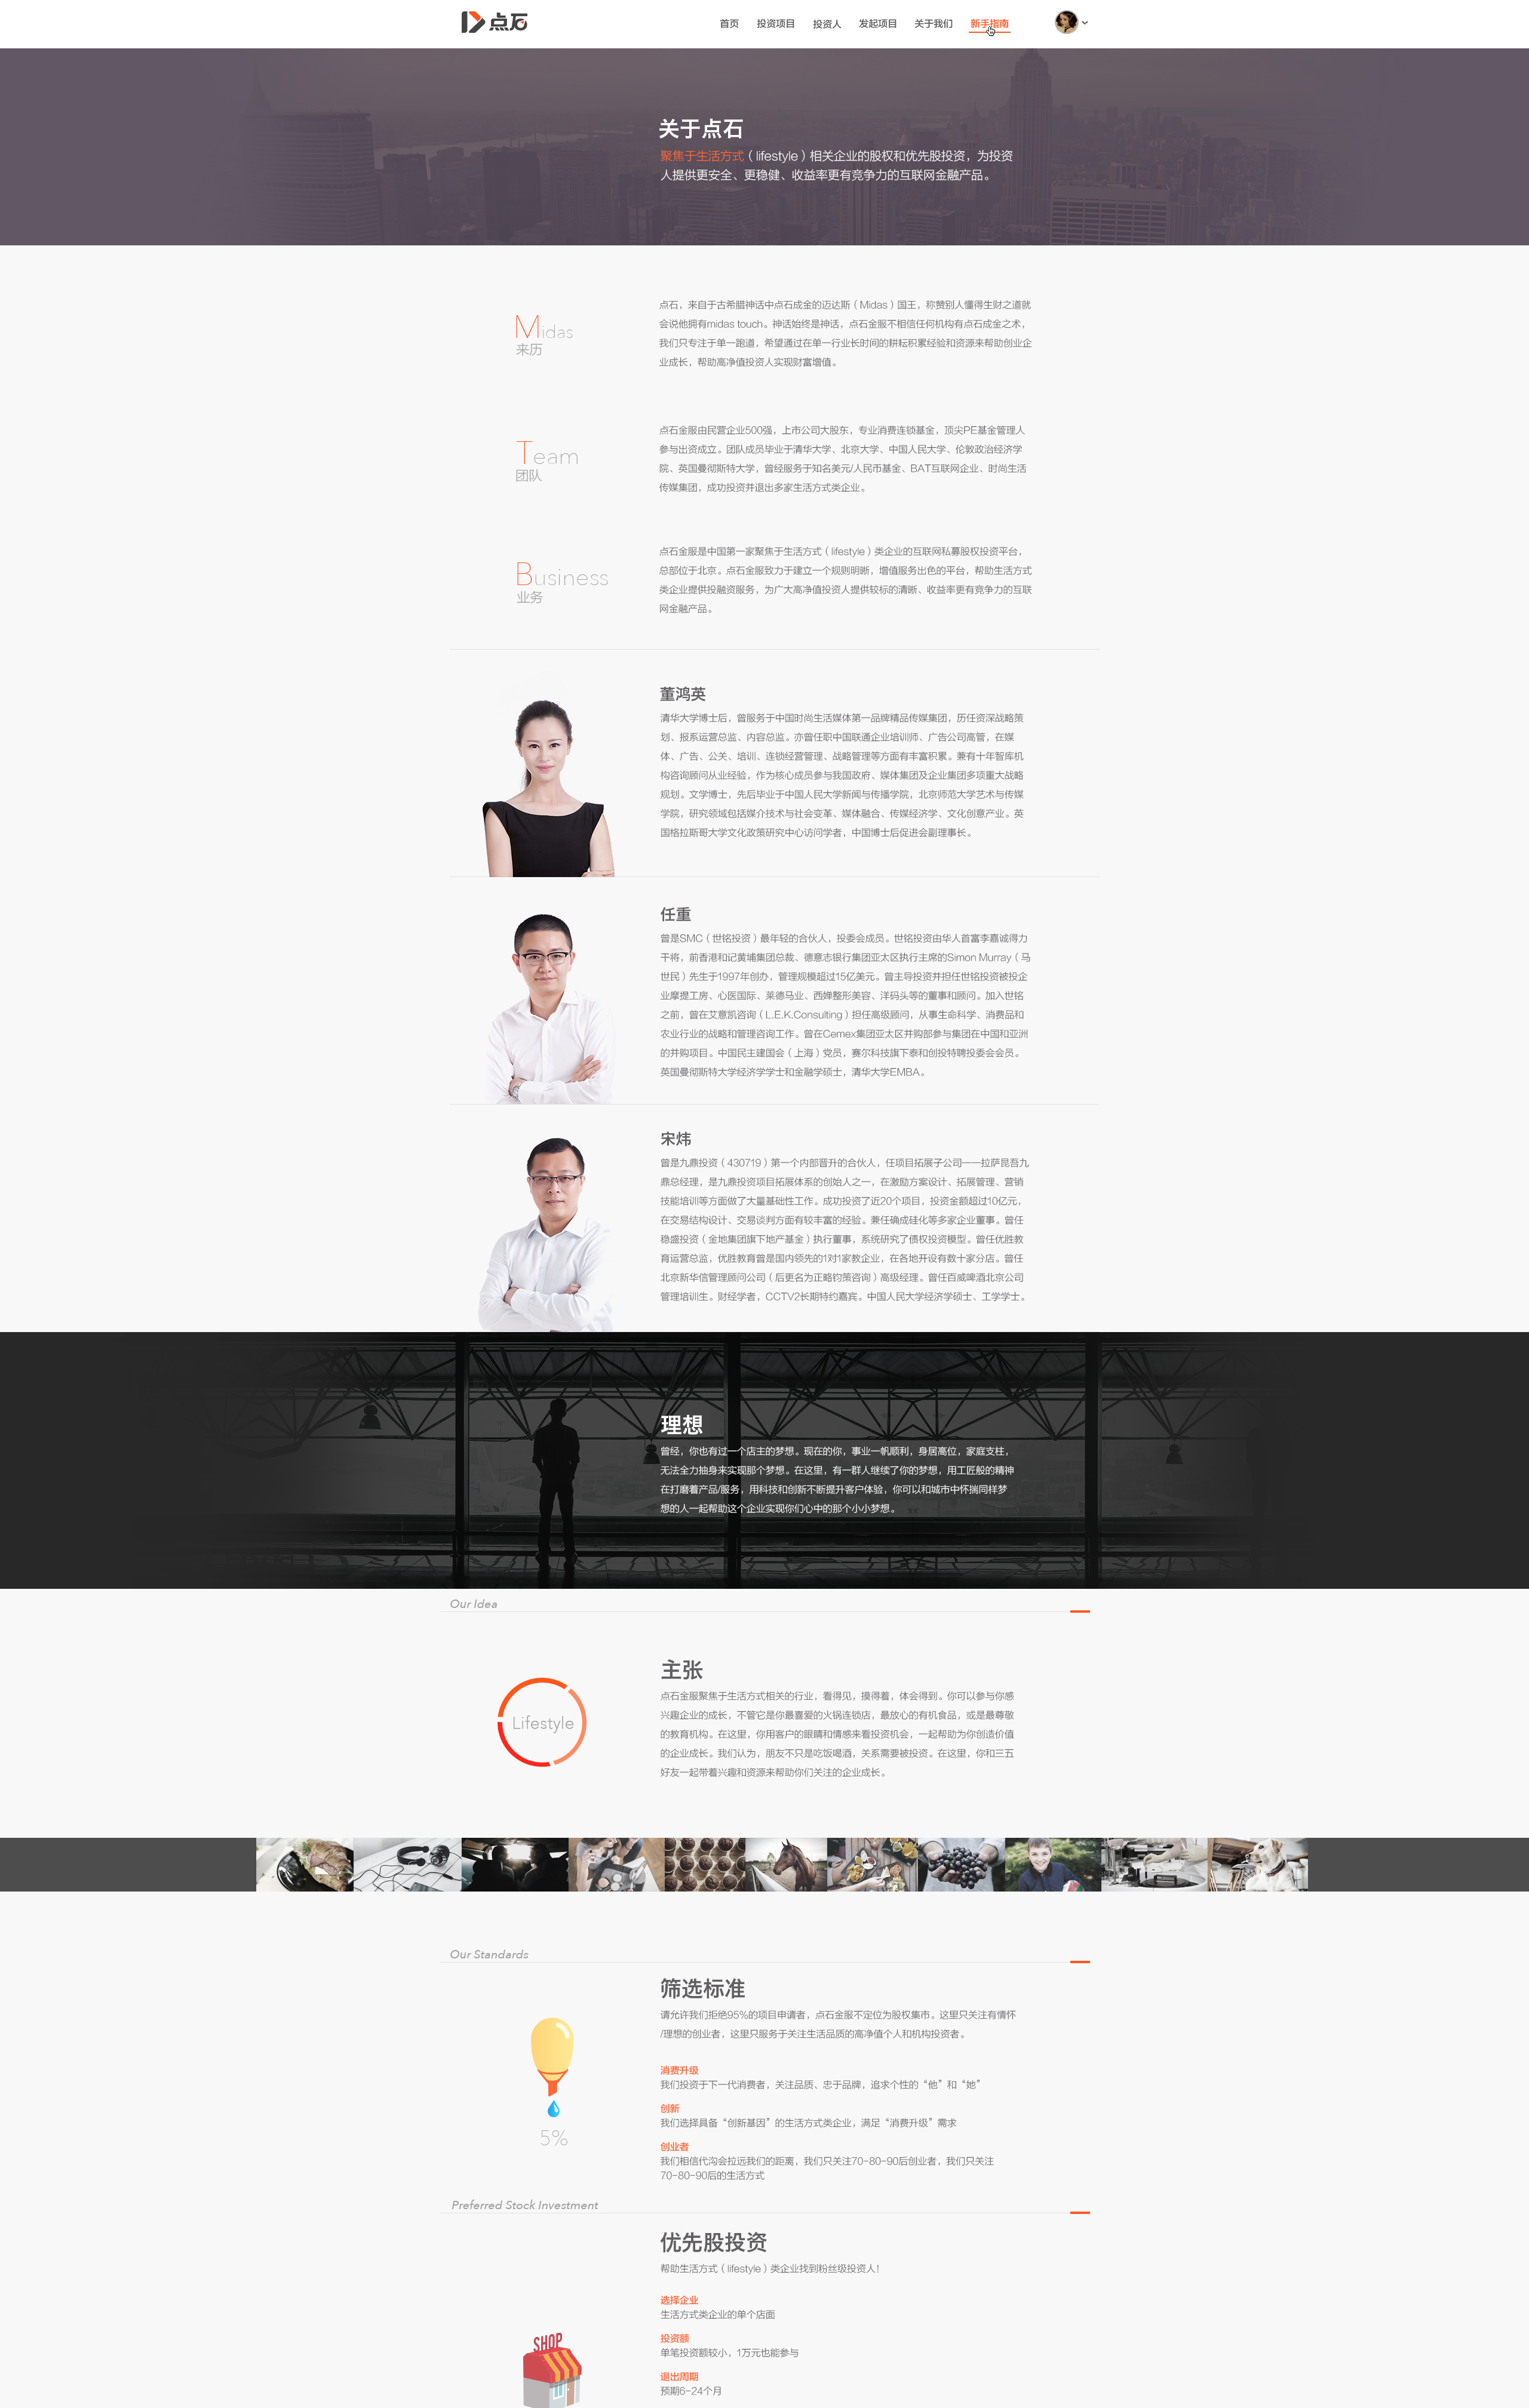 点石
首页 投资项目 投资人 发起项目 关于我们 新手指南
关于点石
聚焦于生活方式（lifestyle）相关企业的股权和优先股投资，为投资
人提供更安全、更稳健、收益率更有竞争力的互联网金融产品。
Midas
来历
点石，来自于古希腊神话中点石成金的迈达斯（Midas）国王，称赞别人懂得生财之道就
会说他拥有midas touch。神话始终是神话，点石金服不相信任何机构有点石成金之术，
我们只专注于单一跑道，希望通过在单一行业长时间的耕耘积累经验和资源来帮助创业企
业成长，帮助高净值投资人实现财富增值。
Team
团队
点石金服由民营企业500强，上市公司大股东，专业消费连锁基金，顶尖PE基金管理人
参与出资成立。团队成员毕业于清华大学、北京大学、中国人民大学、伦敦政治经济学
院、英国曼彻斯特大学，曾经服务于知名美元/人民币基金、BAT互联网企业、时尚生活
传媒集团，成功投资并退出多家生活方式类企业。
Business
业务
点石金服是中国第一家聚焦于生活方式（lifestyle）类企业的互联网私募股权投资平台，
总部位于北京。点石金服致力于建立一个规则明晰，增值服务出色的平台，帮助生活方式
类企业提供投融资服务，为广大高净值投资人提供较标的清晰、收益率更有竞争力的互联
网金融产品。
董鸿英
清华大学博士后，曾服务于中国时尚生活媒体第一品牌精品传媒集团，历任资深战略策
划、报系运营总监、内容总监。亦曾任职中国联通企业培训师、广告公司高管，在媒
体、广告、公关、培训、连锁经营管理、战略管理等方面有丰富积累。兼有十年智库机
构咨询顾问从业经验，作为核心成员参与我国政府、媒体集团及企业集团多项重大战略
规划。文学博士，先后毕业于中国人民大学新闻与传播学院，北京师范大学艺术与传媒
学院，研究领域包括媒介技术与社会变革、媒体融合、传媒经济学、文化创意产业。英
国格拉斯哥大学文化政策研究中心访问学者，中国博士后促进会副理事长。
任重
曾是SMC（世铭投资）最年轻的合伙人，投委会成员。世铭投资由华人首富李嘉诚得力
干将，前香港和记黄埔集团总裁、德意志银行集团亚太区执行主席的Simon Murray（马
世民）先生于1997年创办，管理规模超过15亿美元。曾主导投资并担任世铭投资被投企
业摩提工房、心医国际、莱德马业、西婵整形美容、洋码头等的董事和顾问。加入世铭
之前，曾在艾意凯咨询（L.E.K.Consulting）担任高级顾问，从事生命科学、消费品和
农业行业的战略和管理咨询工作。曾在Cemex集团亚太区并购部参与集团在中国和亚洲
的并购项目。中国民主建国会（上海）党员，赛尔科技旗下泰和创投特聘投委会会员。
英国曼彻斯特大学经济学学士和金融学硕士，清华大学EMBA。
宋炜
曾是九鼎投资（430719）第一个内部晋升的合伙人，任项目拓展子公司——拉萨昆吾九
鼎总经理，是九鼎投资项目拓展体系的创始人之一，在激励方案设计、拓展管理、营销
技能培训等方面做了大量基础性工作。成功投资了近20个项目，投资金额超过10亿元，
在交易结构设计、交易谈判方面有较丰富的经验。兼任确成硅化等多家企业董事。曾任
稳盛投资（金地集团旗下地产基金）执行董事，系统研究了债权投资模型。曾任优胜教
育运营总监，优胜教育曾是国内领先的1对1家教企业，在各地开设有数十家分店。曾任
北京新华信管理顾问公司（后更名为正略钧策咨询）高级经理。曾任百威啤酒北京公司
管理培训生。财经学者，CCTV2长期特约嘉宾。中国人民大学经济学硕士、工学学士。
理想
曾经，你也有过一个店主的梦想。现在的你，事业一帆顺利，身居高位，家庭支柱，
无法全力抽身来实现那个梦想。在这里，有一群人继续了你的梦想，用工匠般的精神
在打磨着产品/服务，用科技和创新不断提升客户体验，你可以和城市中怀揣同样梦
想的人一起帮助这个企业实现你们心中的那个小小梦想。
Our Idea
主张
Lifestyle
点石金服聚焦于生活方式相关的行业，看得见，摸得着，体会得到。你可以参与你感
兴趣企业的成长，不管它是你最喜爱的火锅连锁店，最放心的有机食品，或是最尊敬
的教育机构。在这里，你用客户的眼睛和情感来看投资机会，一起帮助为你创造价值
的企业成长。我们认为，朋友不只是吃饭喝酒，关系需要被投资。在这里，你和三五
好友一起带着兴趣和资源来帮助你们关注的企业成长。
Our Standards
筛选标准
请允许我们拒绝95%的项目申请者，点石金服不定位为股权集市。这里只关注有情怀
/理想的创业者，这里只服务于关注生活品质的高净值个人和机构投资者。
消费升级
我们投资于下一代消费者，关注品质、忠于品牌，追求个性的“他”和“她”
创新
我们选择具备“创新基因”的生活方式类企业，满足“消费升级”需求
5%
创业者
我们相信代沟会拉远我们的距离，我们只关注70-80-90后创业者，我们只关注
70-80-90后的生活方式
Preferred Stock Investment
优先股投资
帮助生活方式（lifestyle）类企业找到粉丝级投资人！
选择企业
生活方式类企业的单个店面
SHOP
投资额
单笔投资额较小，1万元也能参与
退出周期
预期6-24个月